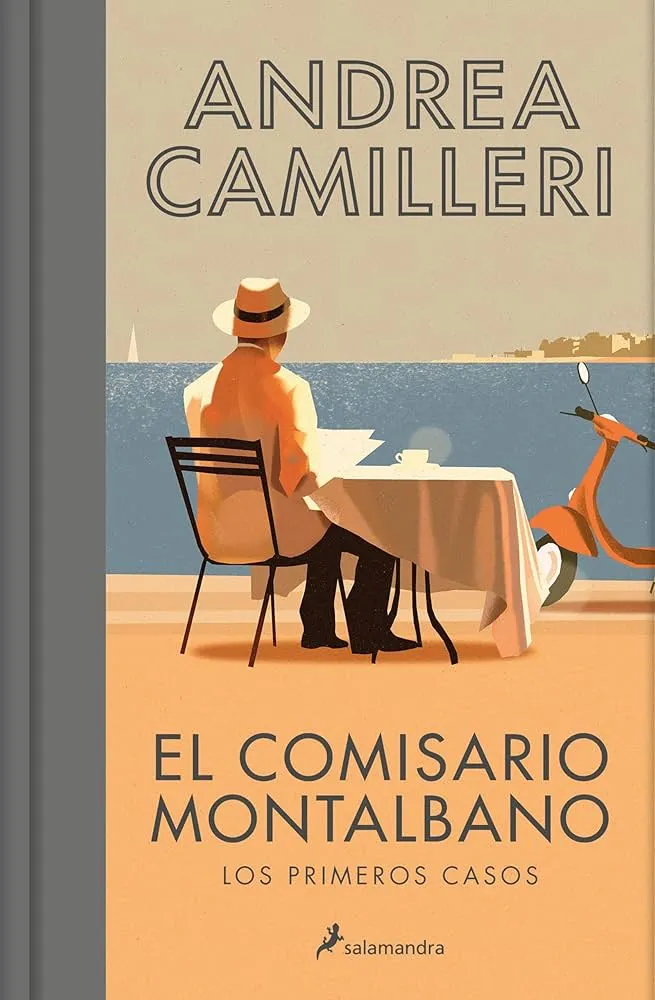 ANDREA
CAMILLERI
EL COMISARIO
MONTALBANO
LOS PRIMEROS CASOS
salamandra